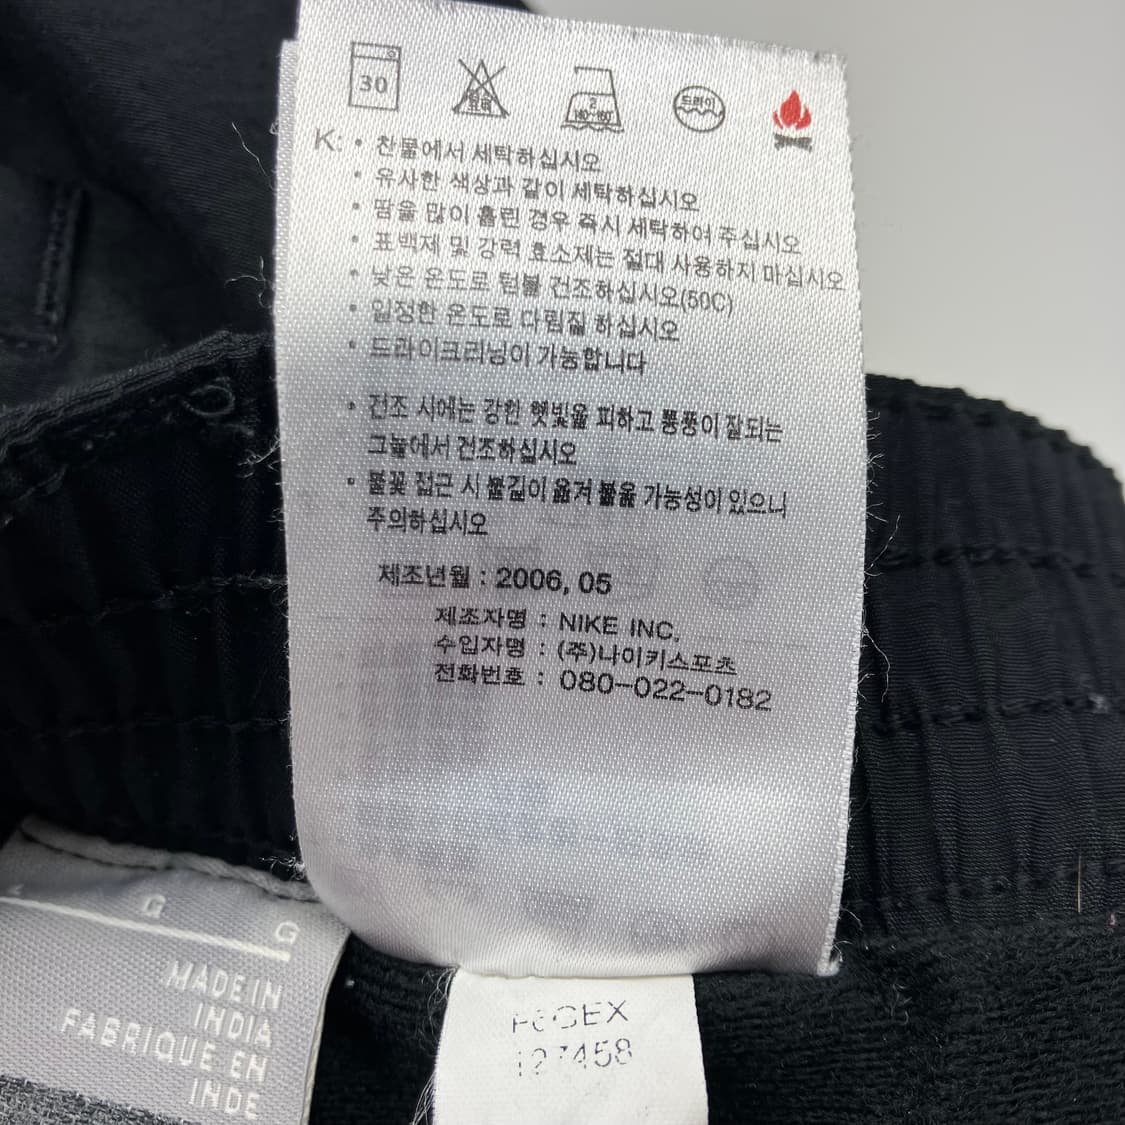 30
염소
2
140~160°
드라이
K: • 찬물에서 세탁하십시오
• 유사한 색상과 같이 세탁하십시오
• 땀을 많이 흘린 경우 즉시 세탁하여 주십시오
• 표백제 및 강력 효소제는 절대 사용하지 마십시오
• 낮은 온도로 텀블 건조하십시오(50C)
• 일정한 온도로 다림질 하십시오
• 드라이크리닝이 가능합니다
• 건조 시에는 강한 햇빛을 피하고 통풍이 잘되는
그늘에서 건조하십시오
• 불꽃 접근 시 불길이 옮겨 붙을 가능성이 있으니
주의하십시오
제조년월 : 2006, 05
제조자명 : NIKE INC.
수입자명 : (주)나이키스포츠
전화번호 : 080-022-0182
G
G
MADE IN
INDIA
FABRIQUE EN
INDE